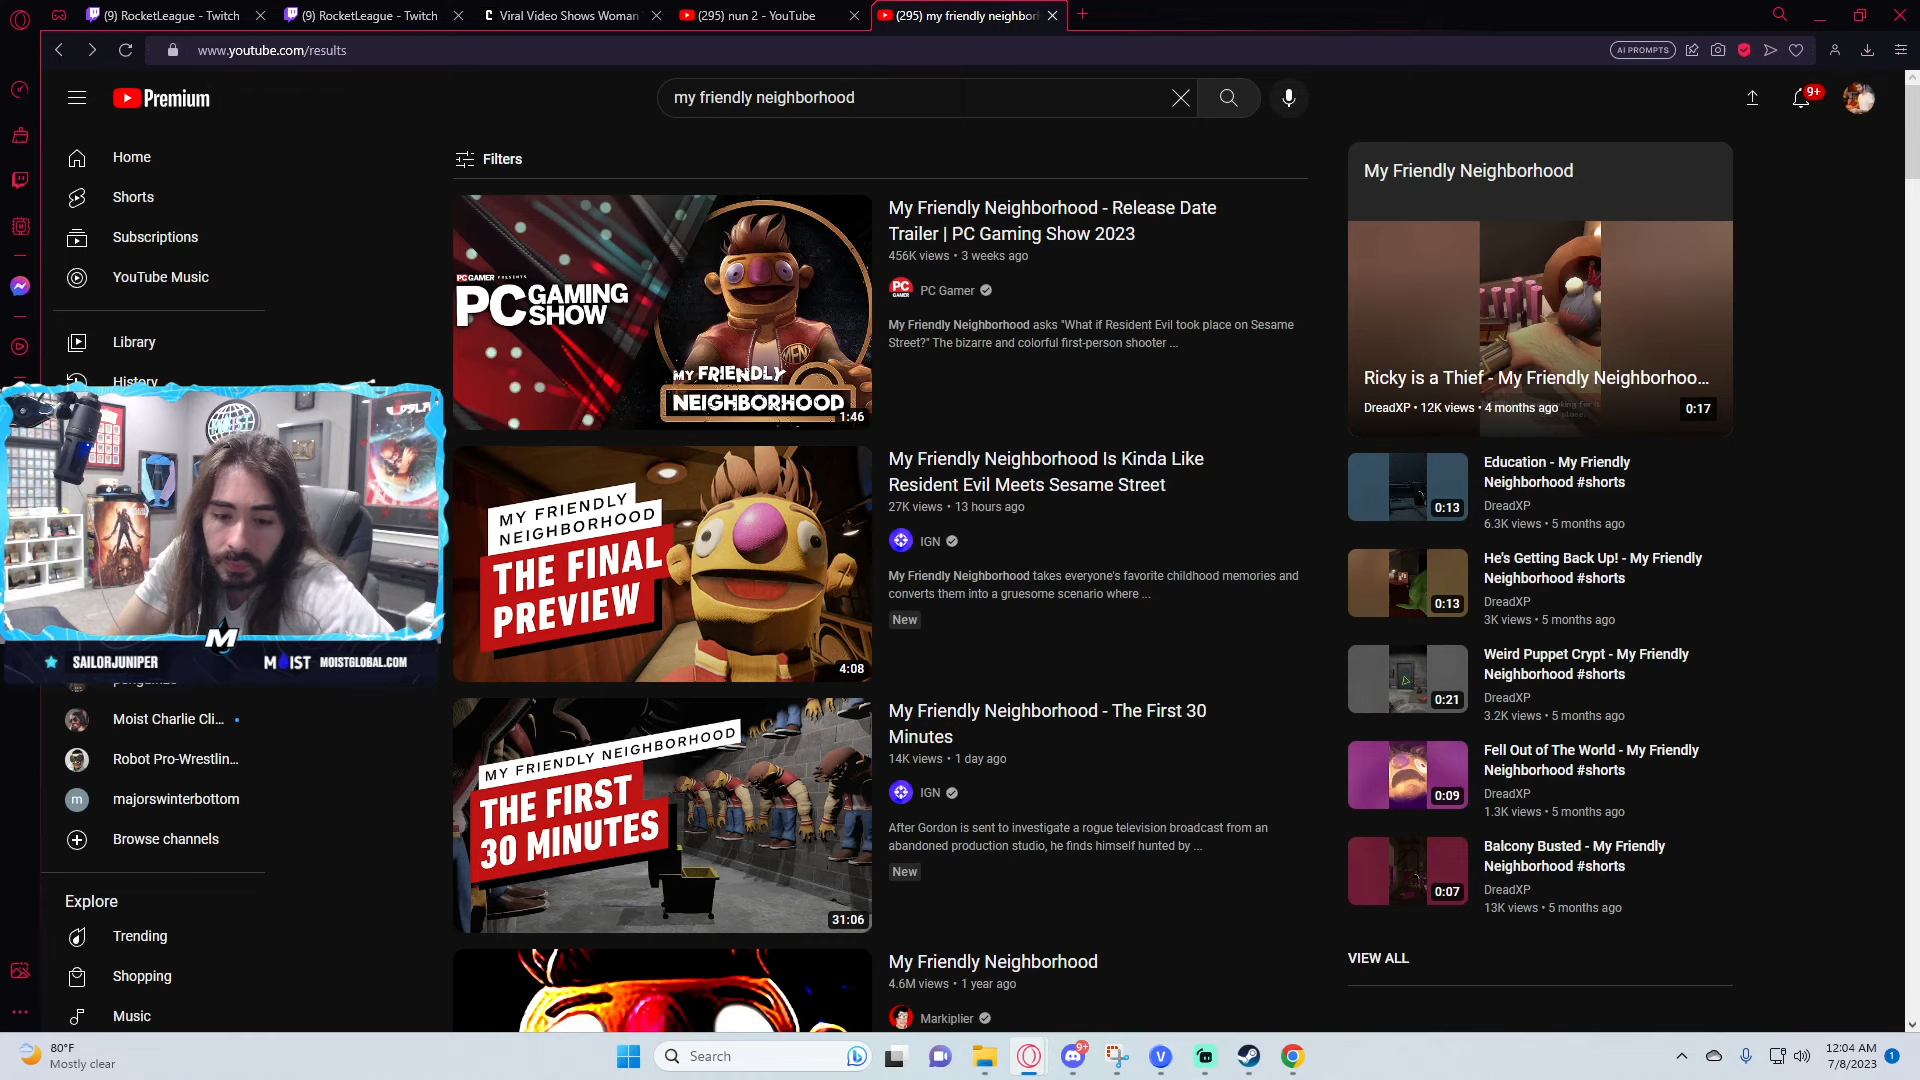 (9) RocketLeague - Twitch
(9) RocketLeague - Twitch
Viral Video Shows Woman
(295) nun 2 - YouTube
(295) my friendly neighbor
www.youtube.com/results
AI PROMPTS
Premium
my friendly neighborhood
9+
Home
Shorts
Subscriptions
YouTube Music
Library
History
MOIST
M
SAILORJUNIPER
MOIST
MOISTGLOBAL.COM
Moist Charlie Cli...
Robot Pro-Wrestlin...
m
majorswinterbottom
Browse channels
Explore
Trending
Shopping
Music
Filters
PC GAMER PRESENTS
PC GAMING
SHOW
MFN
MY FRIENDLY
NEIGHBORHOOD
1:46
My Friendly Neighborhood - Release Date
Trailer | PC Gaming Show 2023
456K views • 3 weeks ago
PC
GAMER
PC Gamer
My Friendly Neighborhood asks "What if Resident Evil took place on Sesame
Street?" The bizarre and colorful first-person shooter ...
MY FRIENDLY
NEIGHBORHOOD
THE FINAL
PREVIEW
4:08
My Friendly Neighborhood Is Kinda Like
Resident Evil Meets Sesame Street
27K views • 13 hours ago
IGN
My Friendly Neighborhood takes everyone's favorite childhood memories and
converts them into a gruesome scenario where ...
New
MY FRIENDLY NEIGHBORHOOD
THE FIRST
30 MINUTES
31:06
My Friendly Neighborhood - The First 30
Minutes
14K views • 1 day ago
IGN
After Gordon is sent to investigate a rogue television broadcast from an
abandoned production studio, he finds himself hunted by ...
New
My Friendly Neighborhood
4.6M views • 1 year ago
Markiplier
My Friendly Neighborhood
Ricky is a Thief - My Friendly Neighborhoo...
DreadXP • 12K views • 4 months ago
0:17
0:13
Education - My Friendly
Neighborhood #shorts
DreadXP
6.3K views • 5 months ago
0:13
He's Getting Back Up! - My Friendly
Neighborhood #shorts
DreadXP
3K views • 5 months ago
0:21
Weird Puppet Crypt - My Friendly
Neighborhood #shorts
DreadXP
3.2K views • 5 months ago
0:09
Fell Out of The World - My Friendly
Neighborhood #shorts
DreadXP
1.3K views • 5 months ago
0:07
Balcony Busted - My Friendly
Neighborhood #shorts
DreadXP
13K views • 5 months ago
VIEW ALL
80°F
Mostly clear
Search
9+
V
12:04 AM
7/8/2023
1